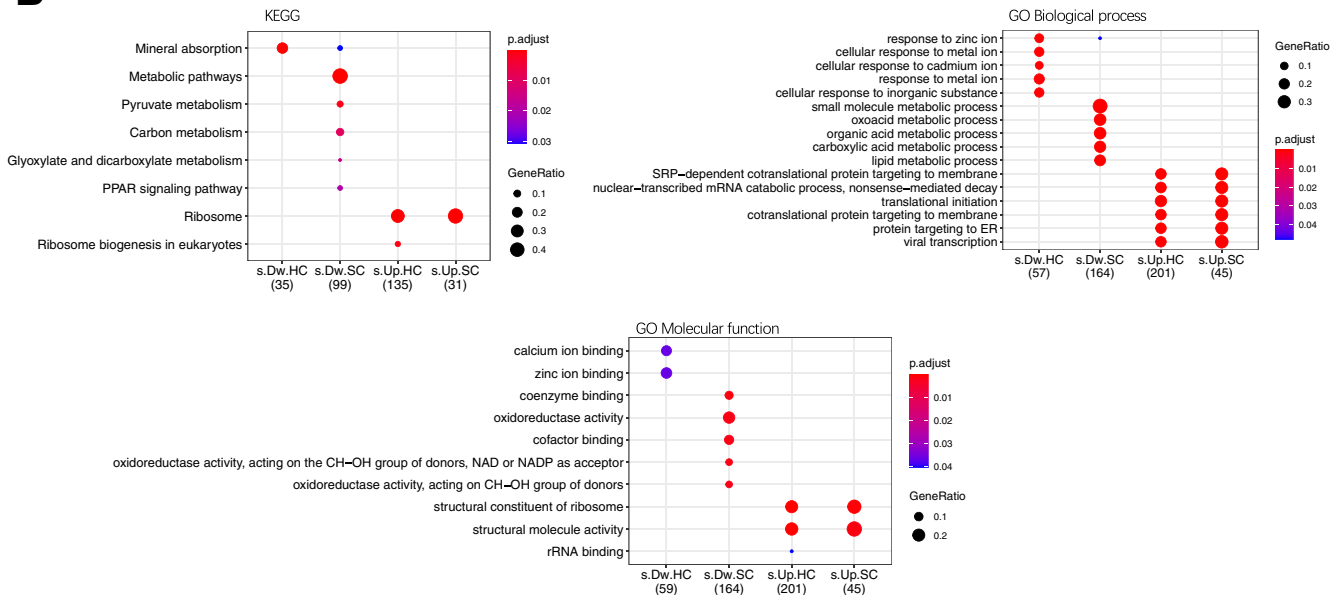 KEGG
Mineral absorption
Metabolic pathways
Pyruvate metabolism
Carbon metabolism
Glyoxylate and dicarboxylate metabolism
PPAR signaling pathway
Ribosome
Ribosome biogenesis in eukaryotes
s.Dw.HC s.Dw.SC s.Up.HC s.Up.SC
(35) (99) (135) (31)
p.adjust
0.01
0.02
0.03
GeneRatio
0.1
0.2
0.3
0.4
GO Biological process
response to zinc ion
cellular response to metal ion
cellular response to cadmium ion
response to metal ion
cellular response to inorganic substance
small molecule metabolic process
oxoacid metabolic process
organic acid metabolic process
carboxylic acid metabolic process
lipid metabolic process
SRP−dependent cotranslational protein targeting to membrane
nuclear−transcribed mRNA catabolic process, nonsense−mediated decay
translational initiation
cotranslational protein targeting to membrane
protein targeting to ER
viral transcription
s.Dw.HC s.Dw.SC s.Up.HC s.Up.SC
(57) (164) (201) (45)
GeneRatio
0.1
0.2
0.3
p.adjust
0.01
0.02
0.03
0.04
GO Molecular function
calcium ion binding
zinc ion binding
coenzyme binding
oxidoreductase activity
cofactor binding
oxidoreductase activity, acting on the CH−OH group of donors, NAD or NADP as acceptor
oxidoreductase activity, acting on CH−OH group of donors
structural constituent of ribosome
structural molecule activity
rRNA binding
s.Dw.HC s.Dw.SC s.Up.HC s.Up.SC
(59) (164) (201) (45)
p.adjust
0.01
0.02
0.03
0.04
GeneRatio
0.1
0.2